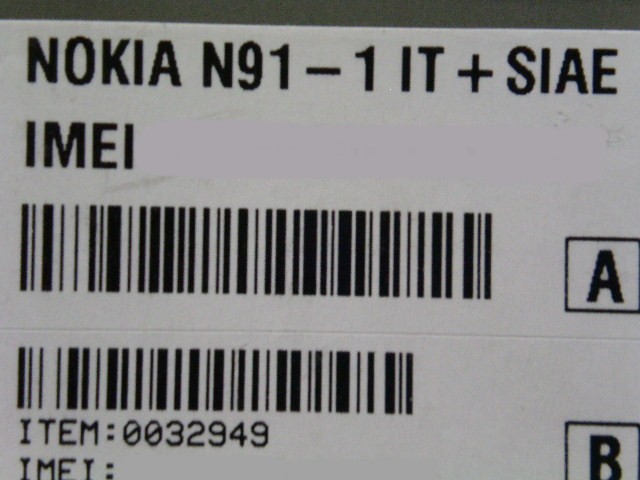 NOKIA N91-1 IT + SIAE
IMEI
A
ITEM:0032949
IMEI:
B